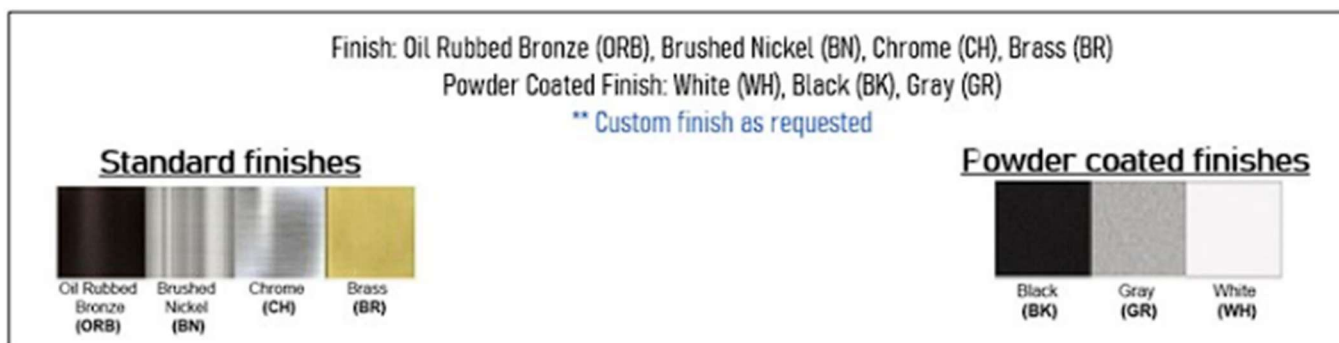 Finish: Oil Rubbed Bronze (ORB), Brushed Nickel (BN), Chrome (CH), Brass (BR)
Powder Coated Finish: White (WH), Black (BK), Gray (GR)
** Custom finish as requested
Standard finishes
Oil Rubbed
Bronze
(ORB)
Brushed
Nickel
(BN)
Chrome
(CH)
Brass
(BR)
Powder coated finishes
Black
(BK)
Gray
(GR)
White
(WH)